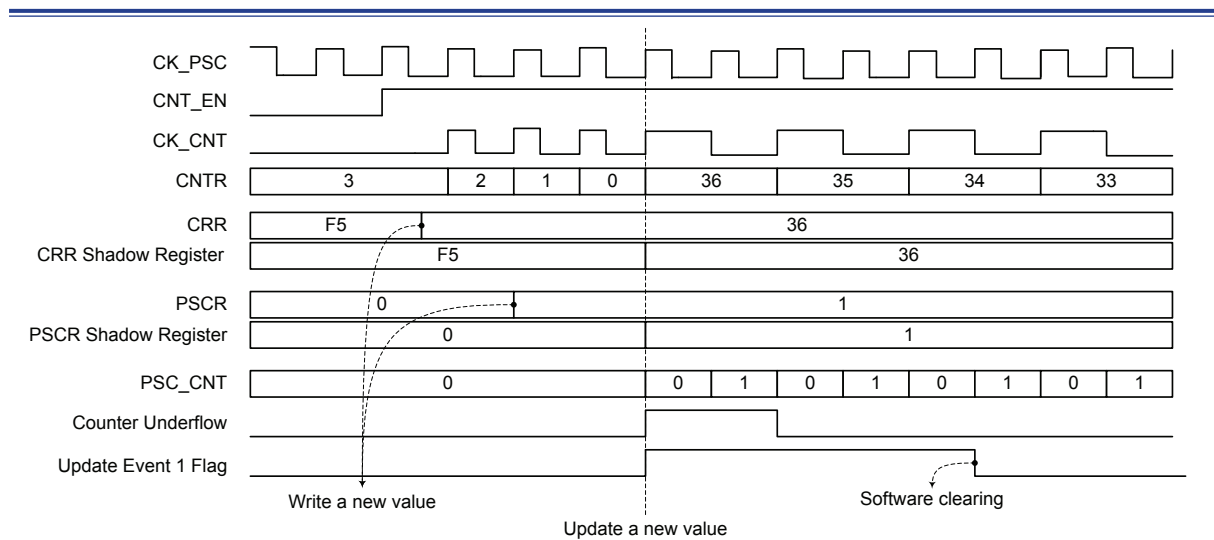 CK_PSC
CNT_EN
CK_CNT
CNTR 3 2 1 0 36 35 34 33
CRR F5 36
CRR Shadow Register F5 36
PSCR 0 1
PSCR Shadow Register 0 1
PSC_CNT 0 0 1 0 1 0 1 0 1
Counter Underflow
Update Event 1 Flag
Write a new value Software clearing
Update a new value